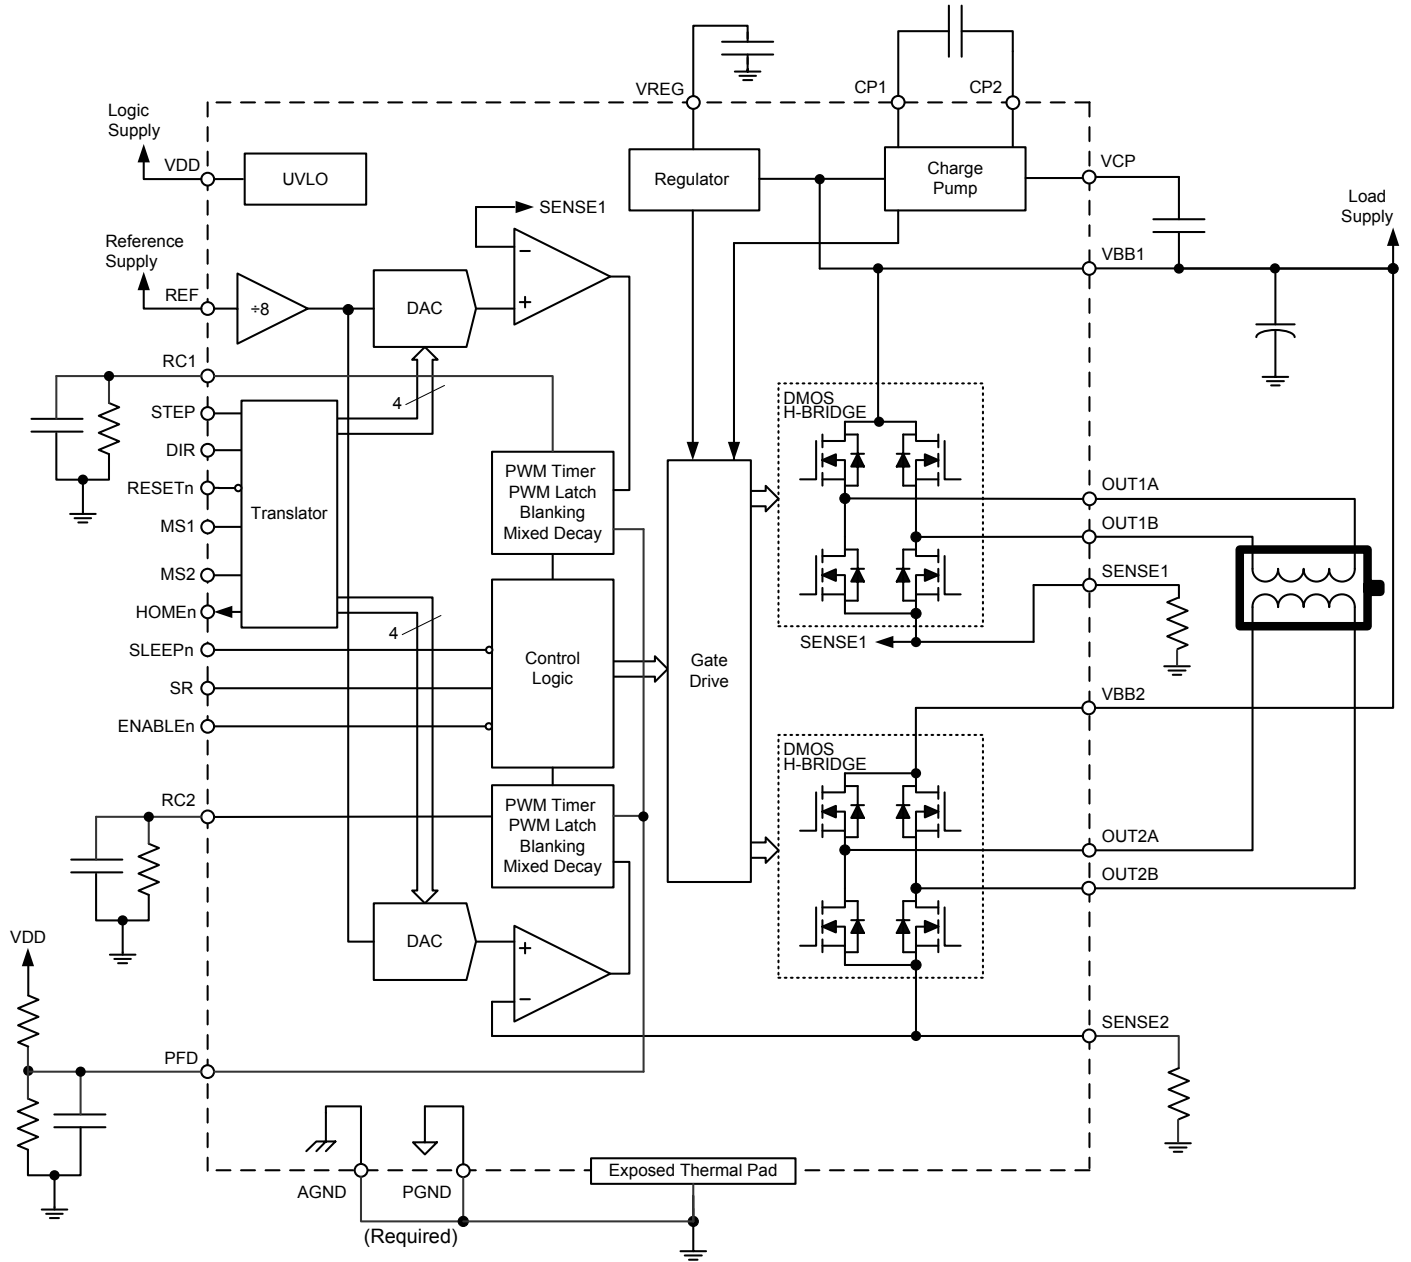 VREG
CP1
CP2
Logic
Supply
VDD
UVLO
Regulator
Charge
Pump
VCP
Load
Supply
SENSE1
Reference
Supply
VBB1
REF
÷8
DAC
−
+
RC1
4
DMOS
H-BRIDGE
STEP
DIR
RESETn
MS1
MS2
HOMEn
Translator
PWM Timer
PWM Latch
Blanking
Mixed Decay
OUT1A
OUT1B
SENSE1
4
SENSE1
SLEEPn
SR
ENABLEn
Control
Logic
Gate
Drive
VBB2
DMOS
H-BRIDGE
RC2
PWM Timer
PWM Latch
Blanking
Mixed Decay
OUT2A
OUT2B
VDD
DAC
+
−
SENSE2
PFD
Exposed Thermal Pad
AGND
PGND
(Required)